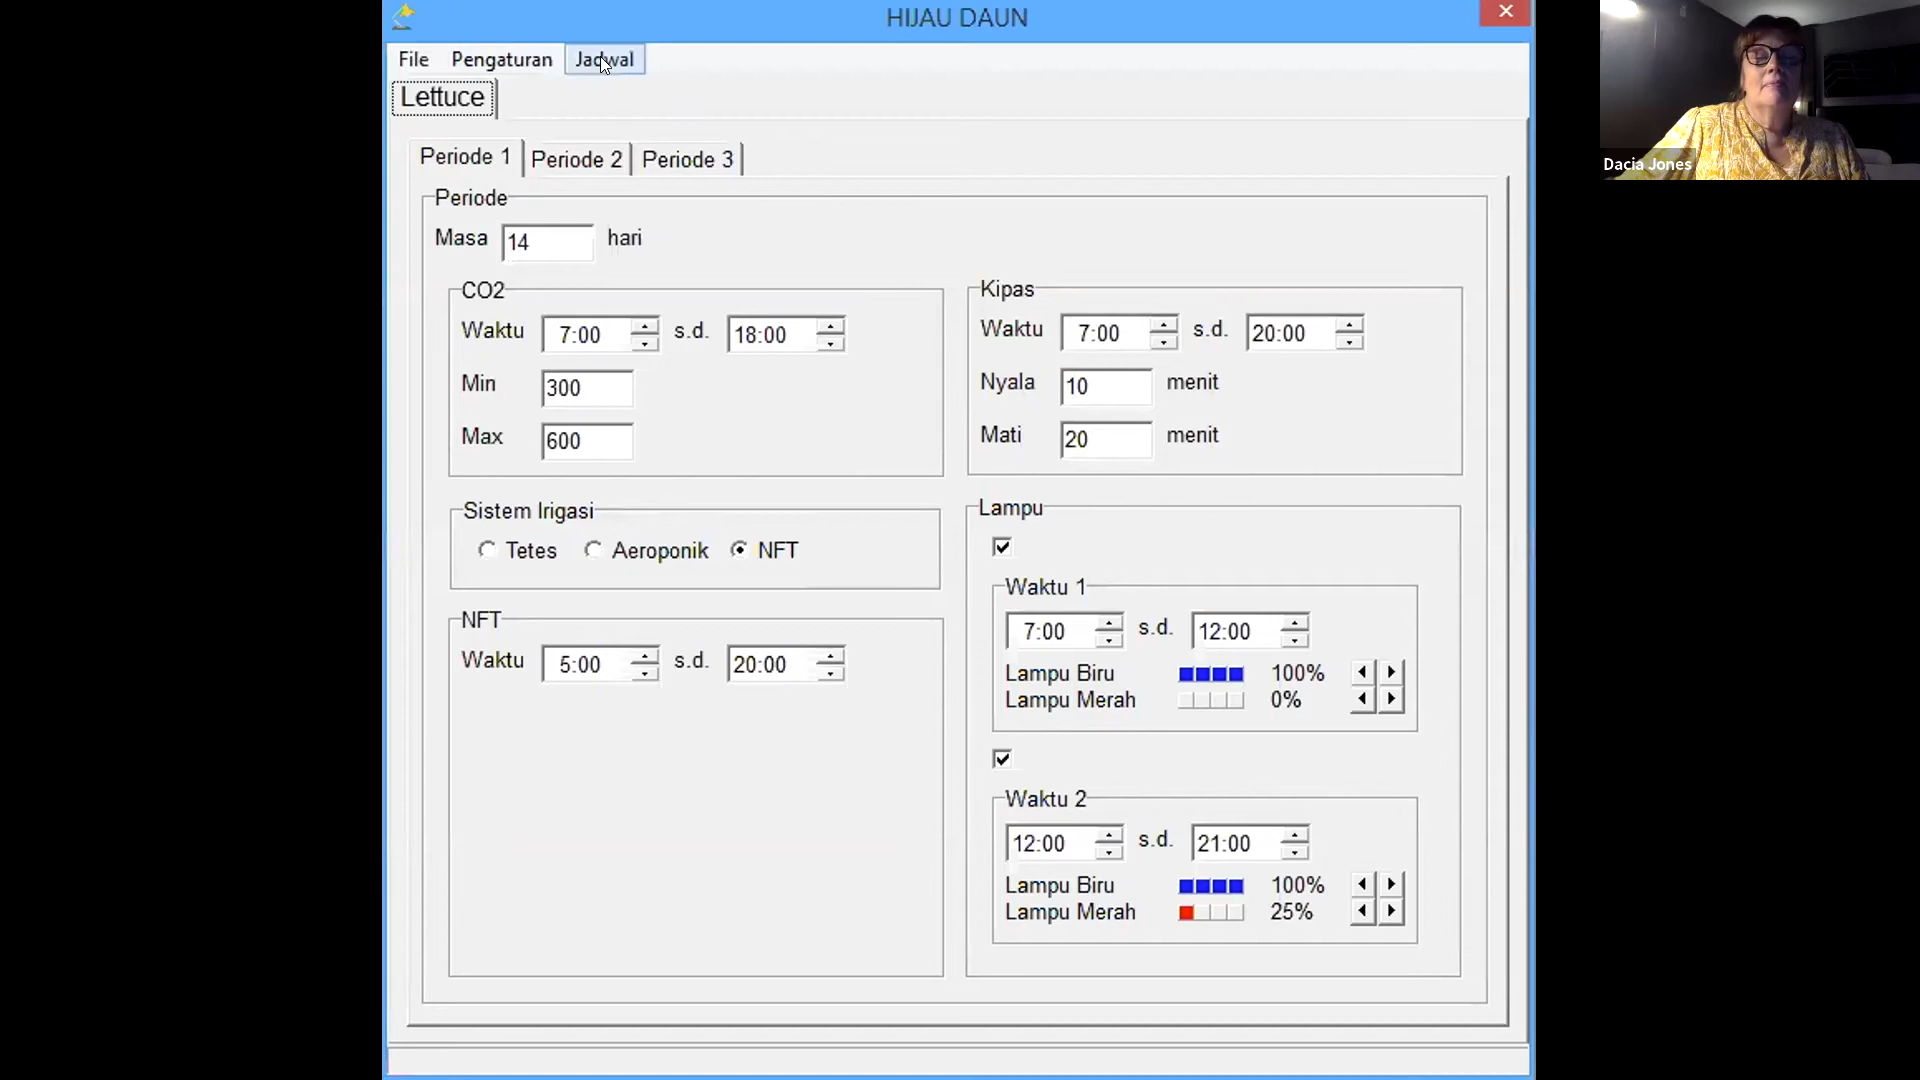 HIJAU DAUN
File Pengaturan Jadwal
Lettuce
Periode 1 Periode 2 Periode 3
Periode
Masa 14 hari
CO2
Waktu 7:00 s.d. 18:00
Min 300
Max 600
Kipas
Waktu 7:00 s.d. 20:00
Nyala 10 menit
Mati 20 menit
Sistem Irigasi
Tetes Aeroponik NFT
NFT
Waktu 5:00 s.d. 20:00
Lampu
Waktu 1
7:00 s.d. 12:00
Lampu Biru 100%
Lampu Merah 0%
Waktu 2
12:00 s.d. 21:00
Lampu Biru 100%
Lampu Merah 25%
Dacia Jones